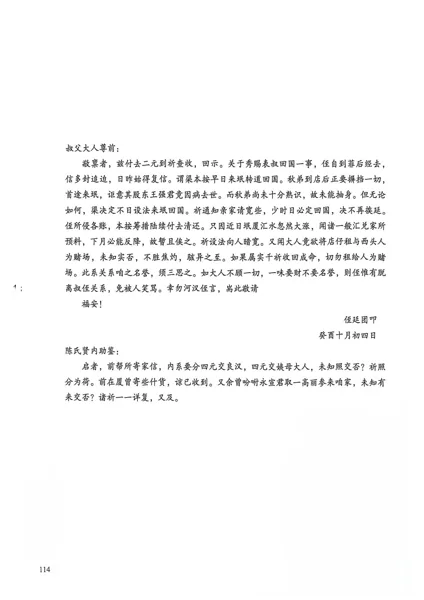 叔父大人尊前：
敬禀者，兹付去二元到祈查收，回示。关于秀赐表叔回国一事，侄自到菲后经去，
信多封追迫，日昨始得复信。谓渠本按早日来珉转道回国。秋弟到店后正要摒挡一切，
首途来珉，讵意其股东王强君竟因病去世。而秋弟尚未十分熟识，故未能抽身。但无论
如何，渠决定不日设法来珉回国。祈通知亲家请宽些，少时日必定回国，决不再拨延。
侄所侵各账，本按筹措陆续付去清还。只因近日珉厦汇水忽然大涨，闻诸一般汇兑家所
预料，下月必能反降，故暂且俟之。祈设法向人暗宽。又闻大人竟欲将店仔租与西头人
为赌场，未知实否，不胜焦灼，骇异之至。如果属实千祈收回成命，切勿租给人为赌
场。此系关系咱之名誉，须三思之。如大人不顾一切，一味要财不要名誉，则侄惟有脱
离叔侄关系，免被人笑骂。幸勿河汉侄言，耑此敬请
福安！
侄廷团叩
癸酉十月初四日
陈氏贤内助鉴：
启者，前帮所寄家信，内系要分四元交良汉，四元交姨母大人，未知照交否？祈照
分为荷。前在厦曾寄些什货，谅已收到。又余曾吩咐永宣君取一高丽参来咱家，未知有
来交否？请祈一一详复，又及。
114